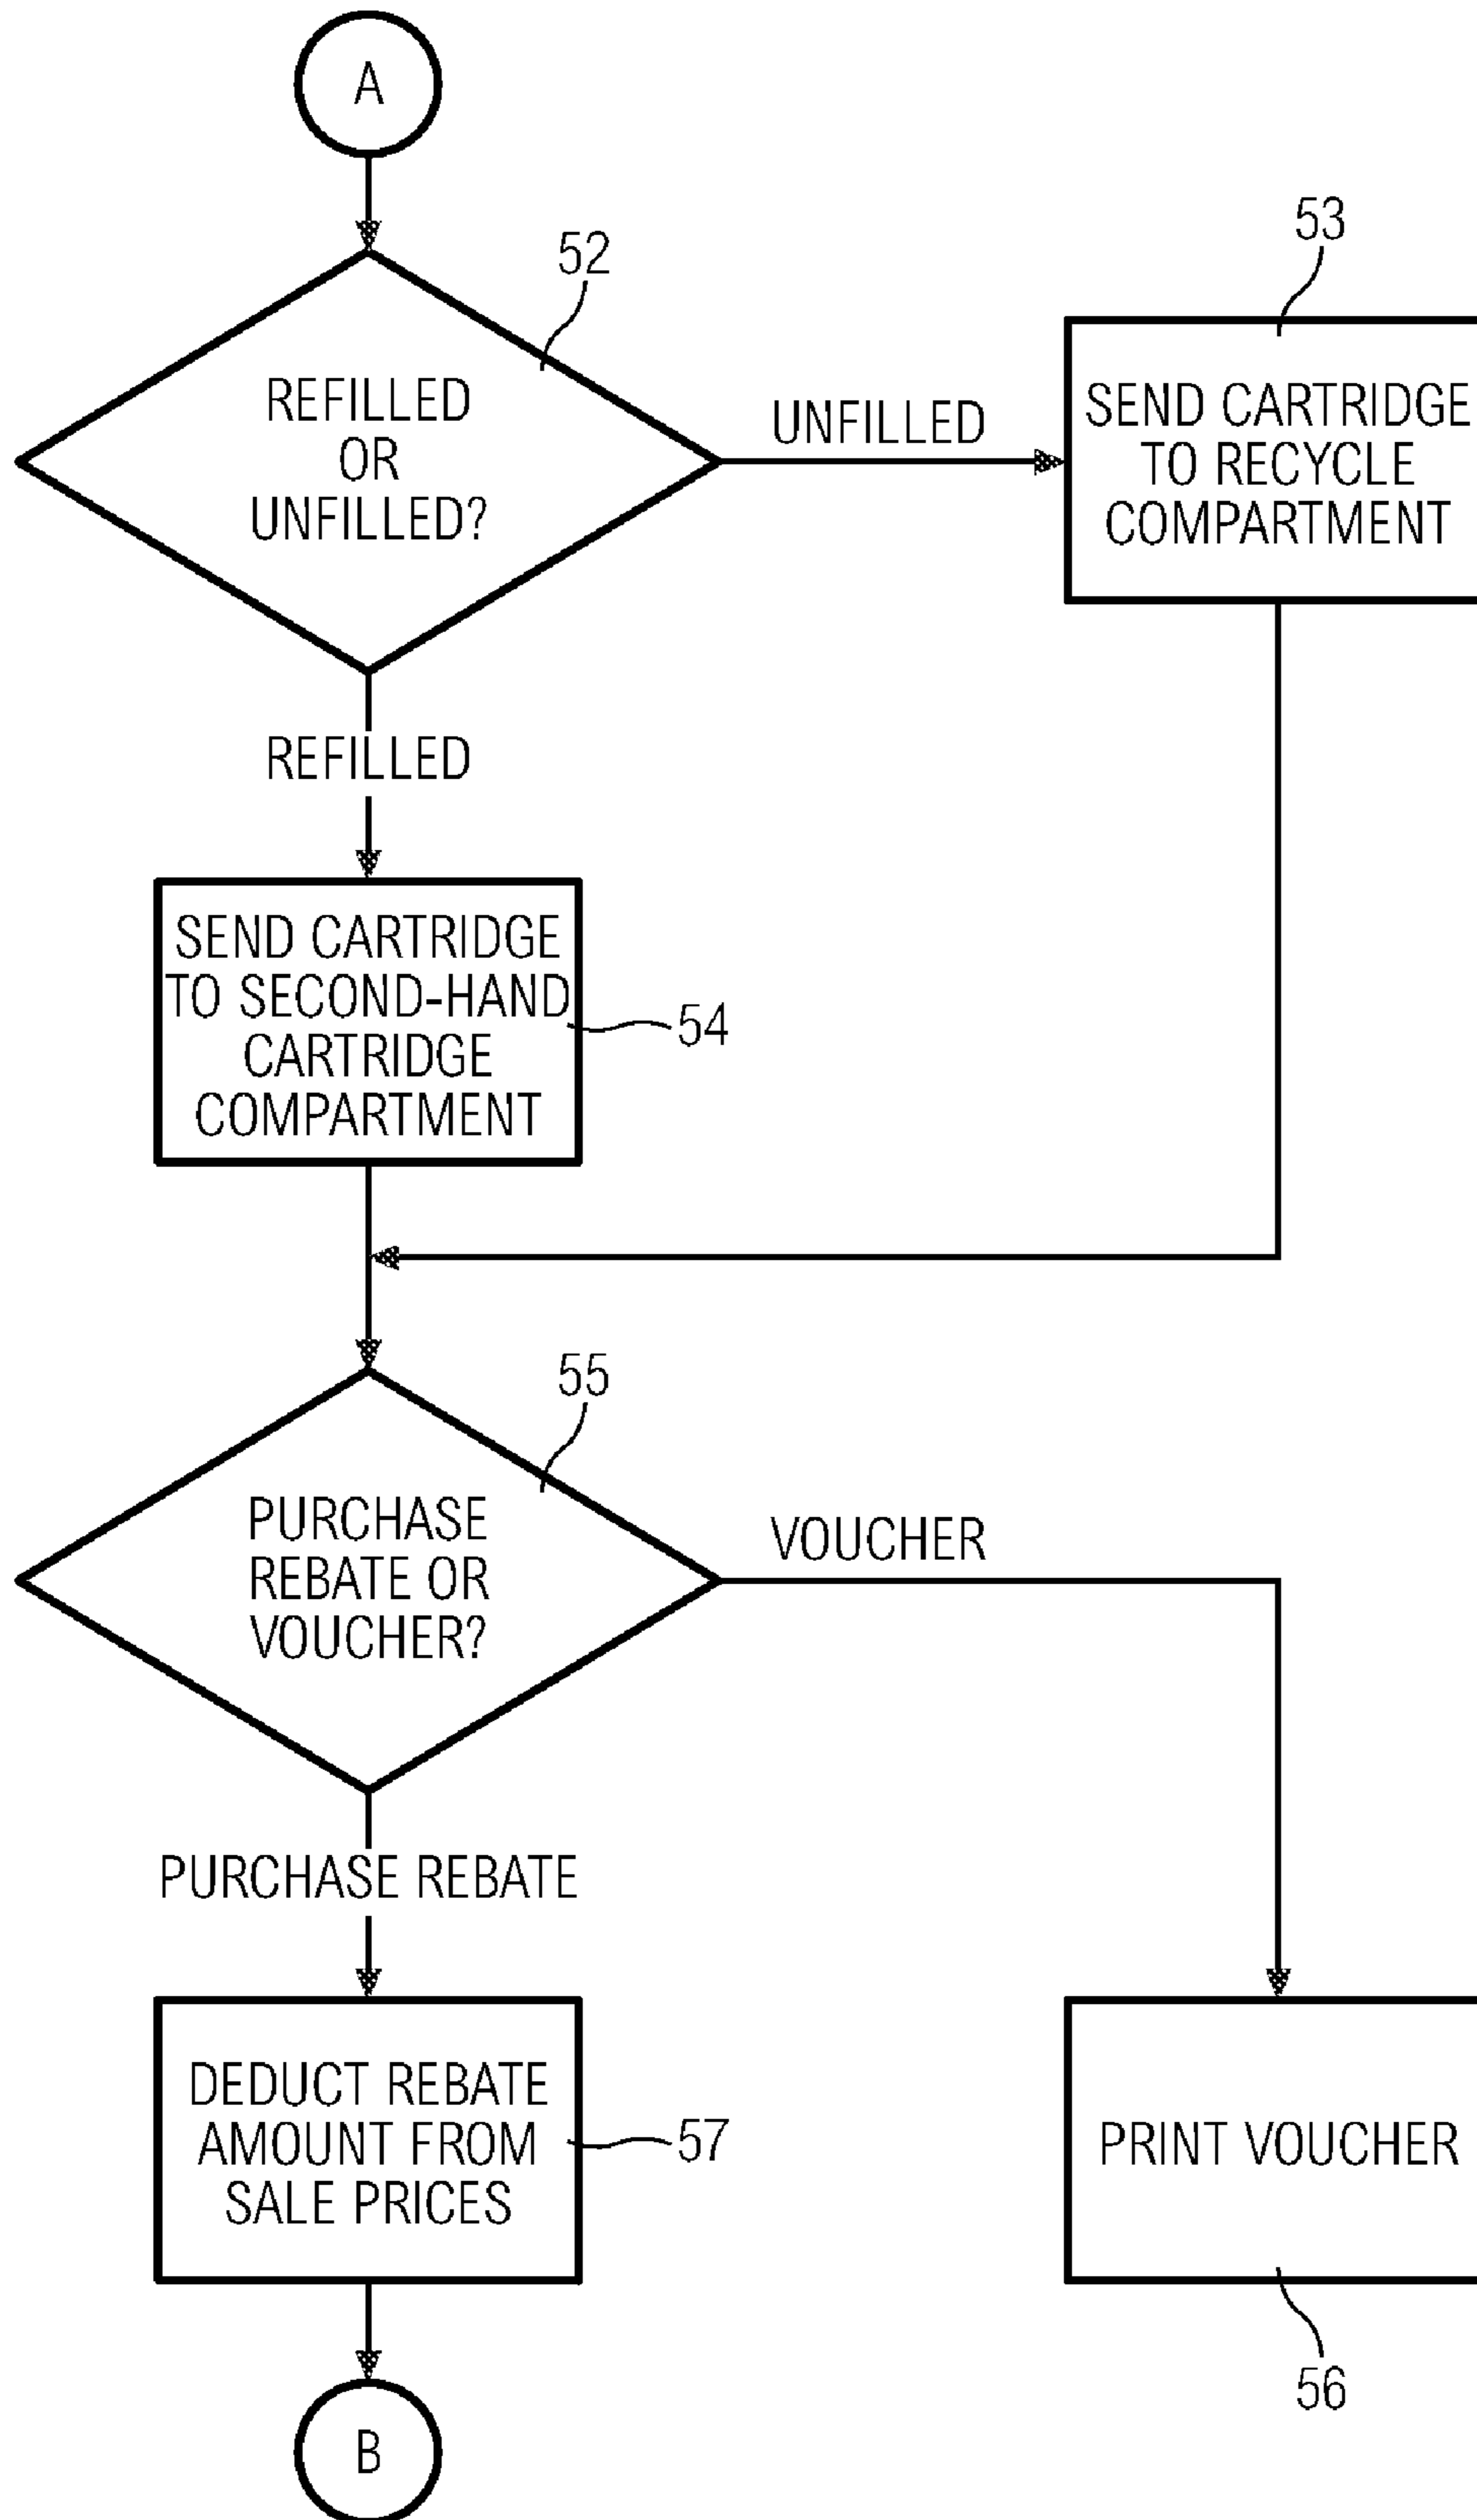 A
52
REFILLED
OR
UNFILLED?
UNFILLED
53
SEND CARTRIDGE
TO RECYCLE
COMPARTMENT
REFILLED
SEND CARTRIDGE
TO SECOND-HAND
CARTRIDGE
COMPARTMENT
54
55
PURCHASE
REBATE OR
VOUCHER?
VOUCHER
PURCHASE REBATE
DEDUCT REBATE
AMOUNT FROM
SALE PRICES
57
PRINT VOUCHER
56
B